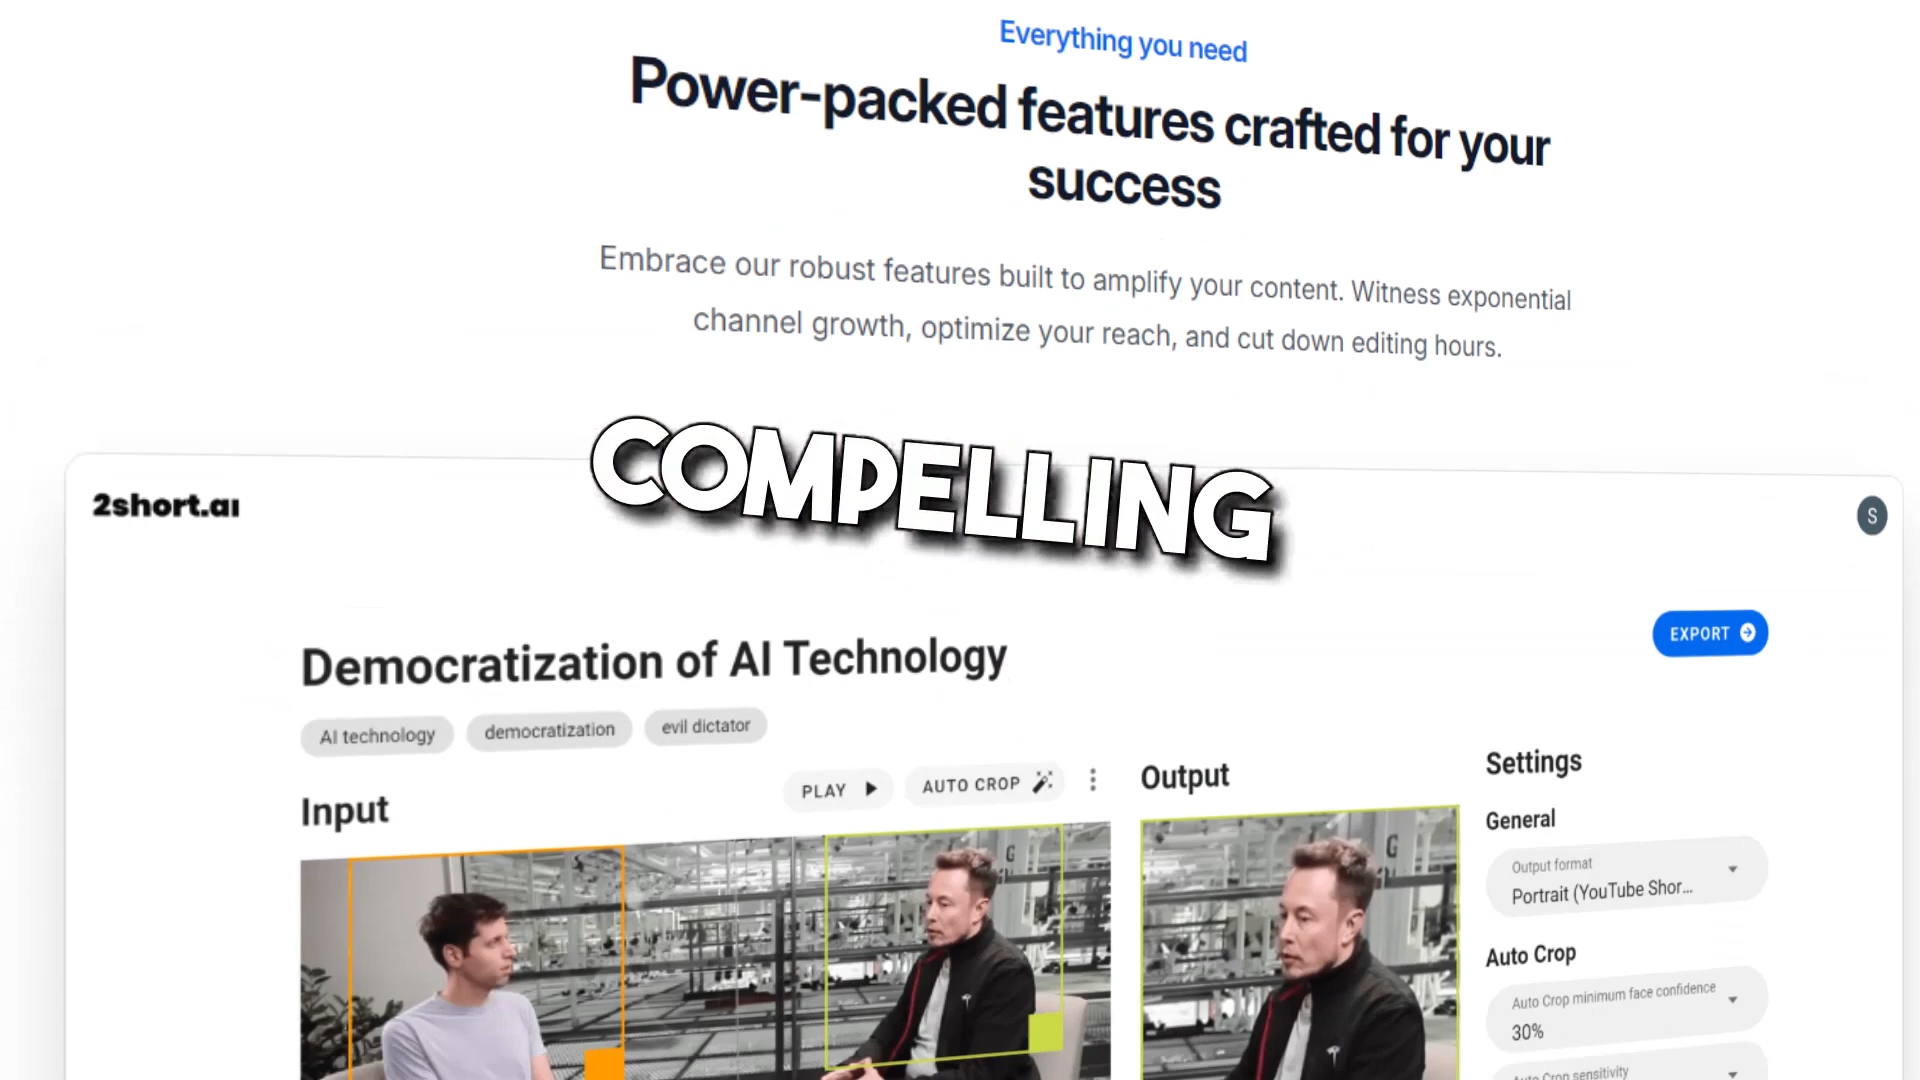 Everything you need
Power-packed features crafted for your
success
Embrace our robust features built to amplify your content. Witness exponential
channel growth, optimize your reach, and cut down editing hours.
COMPELLING
2short.ai
S
EXPORT
Democratization of AI Technology
AI technology
democratization
evil dictator
Input
PLAY
AUTO CROP
Output
Settings
General
Output format
Portrait (YouTube Shor...
Auto Crop
Auto Crop minimum face confidence
30%
Auto Crop sensitivity
G
G